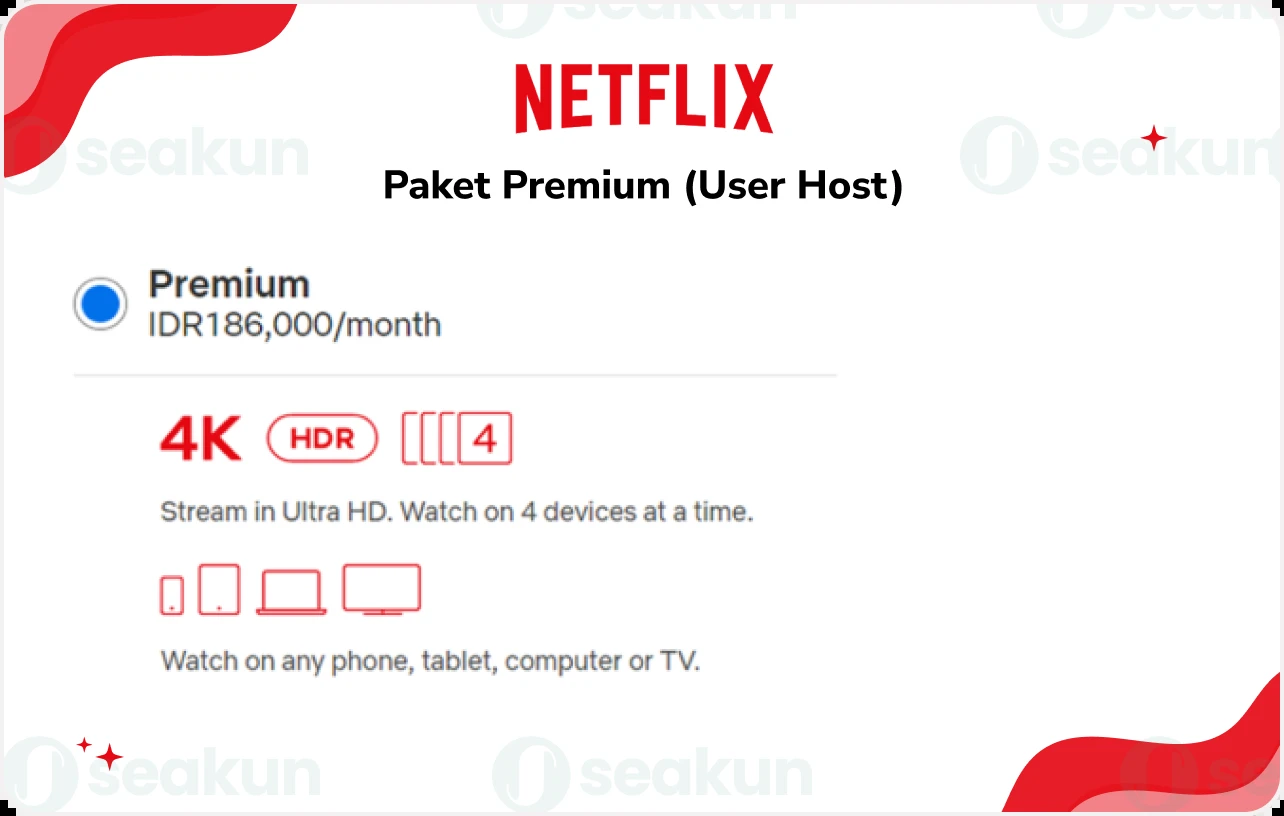 seakun
seakun
NETFLIX
seakun
seakun
Paket Premium (User Host)
Premium
IDR186,000/month
4K HDR 4
Stream in Ultra HD. Watch on 4 devices at a time.
Watch on any phone, tablet, computer or TV.
seakun
seakun